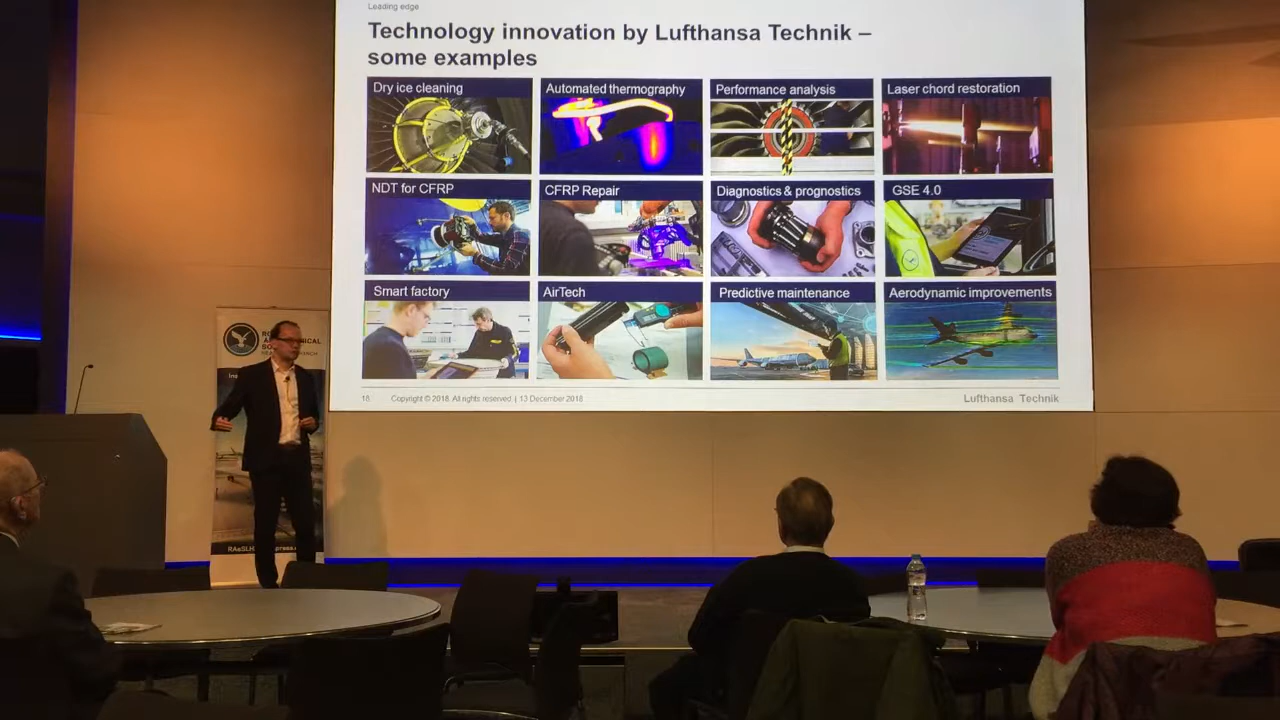 Leading edge
Technology innovation by Lufthansa Technik –
some examples
Dry ice cleaning
Automated thermography
Performance analysis
Laser chord restoration
NDT for CFRP
CFRP Repair
Diagnostics & prognostics
GSE 4.0
Smart factory
AirTech
Predictive maintenance
Aerodynamic improvements
18 Copyright © 2018. All rights reserved | 13 December 2018
Lufthansa Technik